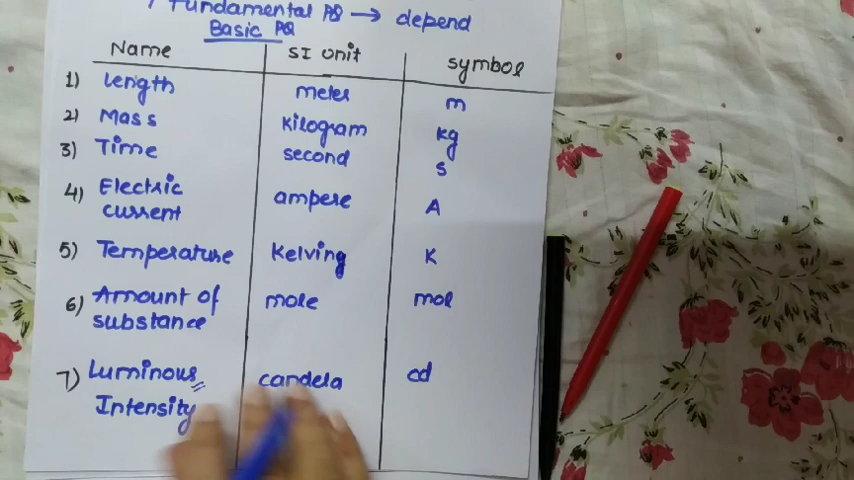 Fundamental PQ → depend
Basic PQ
Name SI unit symbol
1) Length meter m
2) Mass kilogram kg
3) Time second s
4) Electric current ampere A
5) Temperature Kelving K
6) Amount of substance mole mol
7) Luminous Intensity candela cd